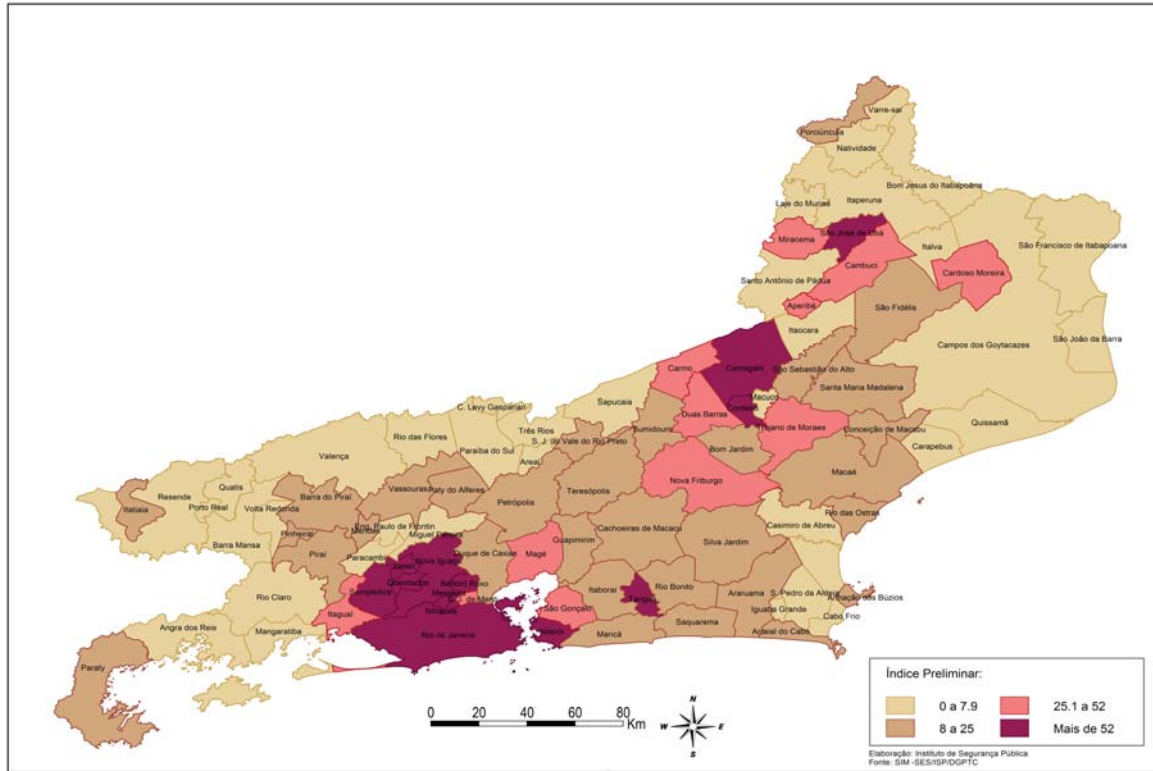 Varre-sai
Porciúncula
Natividade
Bom Jesus do Itabapoana
Itaperuna
Laje do Muriaé
São José de Ubá
Miracema
Italva
São Francisco de Itabapoana
Cambuci
Cardoso Moreira
Santo Antônio de Pádua
Aperibé
São Fidélis
Itaocara
Campos dos Goytacazes
São João da Barra
Carmo
Cantagalo
São Sebastião do Alto
Santa Maria Madalena
Macuco
Cordeiro
Sapucaia
C. Levy Gasparian
Duas Barras
Trajano de Moraes
Quissamã
Três Rios
Rio das Flores
Sumidouro
Conceição de Macabu
S. J. do Vale do Rio Preto
Paraíba do Sul
Carapebus
Valença
Areal
Bom Jardim
Macaé
Vassouras
Paty do Alferes
Teresópolis
Nova Friburgo
Quatis
Resende
Barra do Piraí
Petrópolis
Itatiaia
Porto Real
Volta Redonda
Rio das Ostras
Eng. Paulo de Frontin
Mendes
Cachoeiras de Macacu
Casimiro de Abreu
Pinheiral
Miguel Pereira
Barra Mansa
Piraí
Paracambi
Nova Iguaçu
Duque de Caxias
Magé
Guapimirim
Silva Jardim
Japeri
Queimados
Belford Roxo
Seropédica
Mesquita
S. J. de Meriti
Itaboraí
Rio Bonito
Araruama
S. Pedro da Aldeia
Armação dos Búzios
Rio Claro
Tanguá
Nilópolis
São Gonçalo
Iguaba Grande
Itaguaí
Saquarema
Cabo Frio
Angra dos Reis
Mangaratiba
Rio de Janeiro
Niterói
Maricá
Arraial do Cabo
Paraty
Índice Preliminar:
0 a 7.9
25.1 a 52
8 a 25
Mais de 52
N
W
E
S
0 10 20 40 60 80
Km
Elaboração: Instituto de Segurança Pública
Fonte: SIM -SES/ISP/DGPTC